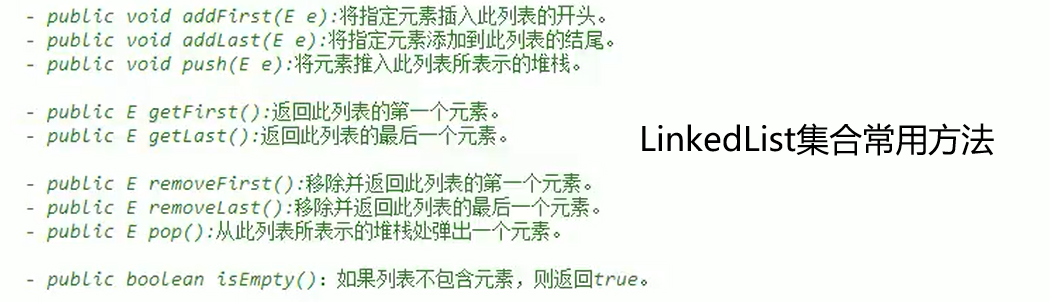 - public void addFirst(E e):将指定元素插入此列表的开头。
- public void addLast(E e):将指定元素添加到此列表的结尾。
- public void push(E e):将元素推入此列表所表示的堆栈。
- public E getFirst():返回此列表的第一个元素。
- public E getLast():返回此列表的最后一个元素。
LinkedList集合常用方法
- public E removeFirst():移除并返回此列表的第一个元素。
- public E removeLast():移除并返回此列表的最后一个元素。
- public E pop():从此列表所表示的堆栈处弹出一个元素。
- public boolean isEmpty()：如果列表不包含元素，则返回true。